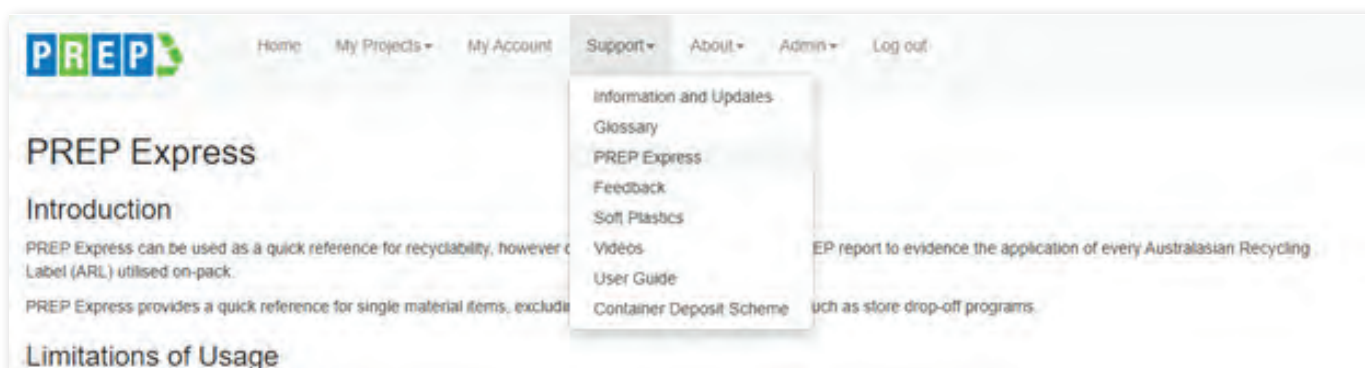 PREP
Home My Projects My Account Support About Admin Log out
Information and Updates
Glossary
PREP Express
Feedback
Soft Plastics
Videos
User Guide
Container Deposit Scheme
PREP Express
Introduction
PREP Express can be used as a quick reference for recyclability, however EP report to evidence the application of every Australasian Recycling
Label (ARL) utilised on-pack.
PREP Express provides a quick reference for single material items, excludi uch as store drop-off programs.
Limitations of Usage